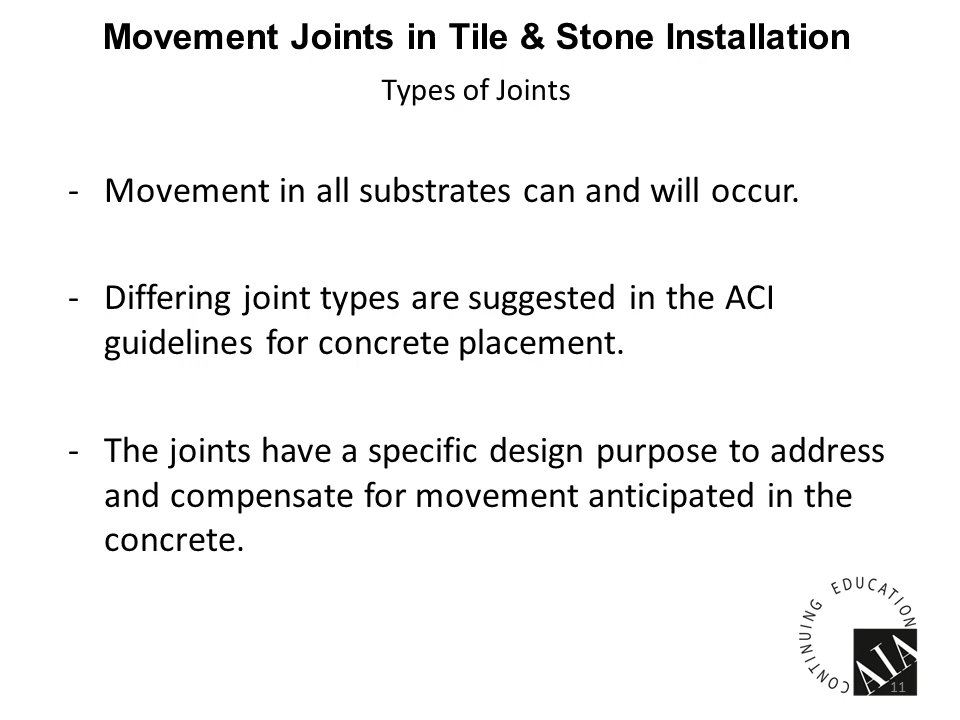 Movement Joints in Tile & Stone Installation
Types of Joints
- Movement in all substrates can and will occur.
- Differing joint types are suggested in the ACI
guidelines for concrete placement.
- The joints have a specific design purpose to address
and compensate for movement anticipated in the
concrete.
CONTINUING EDUCATION
AIA
11